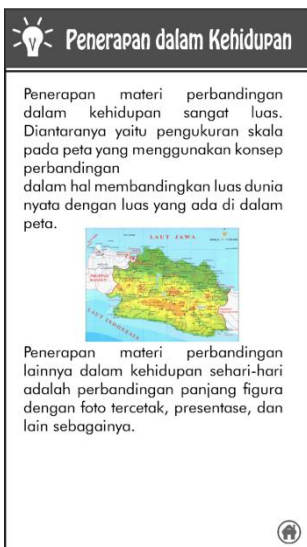 Penerapan dalam Kehidupan
Penerapan materi perbandingan
dalam kehidupan sangat luas.
Diantaranya yaitu pengukuran skala
pada peta yang menggunakan konsep
perbandingan
dalam hal membandingkan luas dunia
nyata dengan luas yang ada di dalam
peta.
LAUT JAWA
LAUT INDONESIA
Penerapan materi perbandingan
lainnya dalam kehidupan sehari-hari
adalah perbandingan panjang figura
dengan foto tercetak, presentase, dan
lain sebagainya.